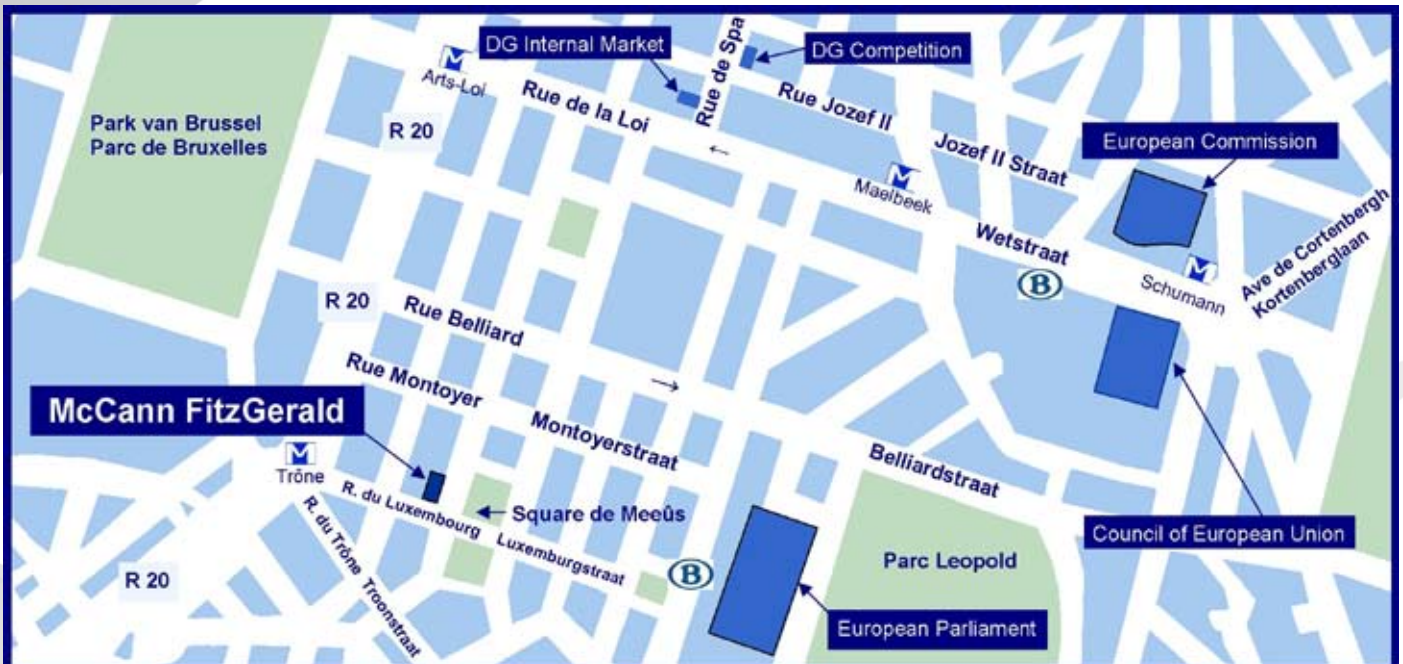 DG Internal Market
Rue de Spa
DG Competition
M
Arts-Loi
Rue de la Loi
Rue Jozef II
Park van Brussel
Parc de Bruxelles
R 20
Jozef II Straat
European Commission
←
M
Maelbeek
Wetstraat
Ave de Cortenbergh
Kortenberglaan
M
Schumann
B
R 20
Rue Belliard
→
Rue Montoyer
McCann FitzGerald
Montoyerstraat
Belliardstraat
M
Trône
R. du Luxembourg
Luxemburgstraat
Square de Meeûs
R. du Trône
Troonstraat
Council of European Union
B
Parc Leopold
R 20
European Parliament